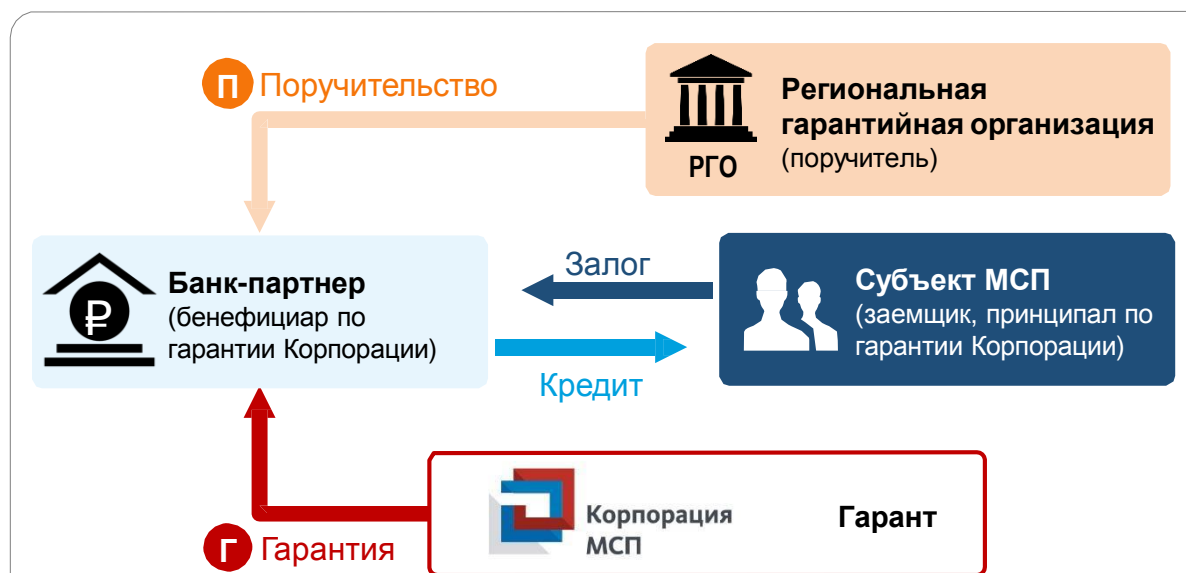 П Поручительство
Региональная
гарантийная организация
(поручитель)
РГО
Банк-партнер
(бенефициар по
гарантии Корпорации)
₽
Залог
Кредит
Субъект МСП
(заемщик, принципал по
гарантии Корпорации)
Корпорация
МСП
Гарант
Г Гарантия